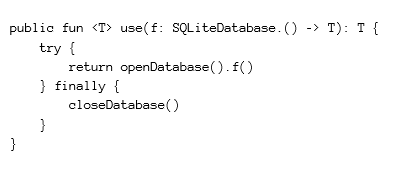 public fun <T> use(f: SQLiteDatabase.() -> T): T {
    try {
        return openDatabase().f()
    } finally {
        closeDatabase()
    }
}